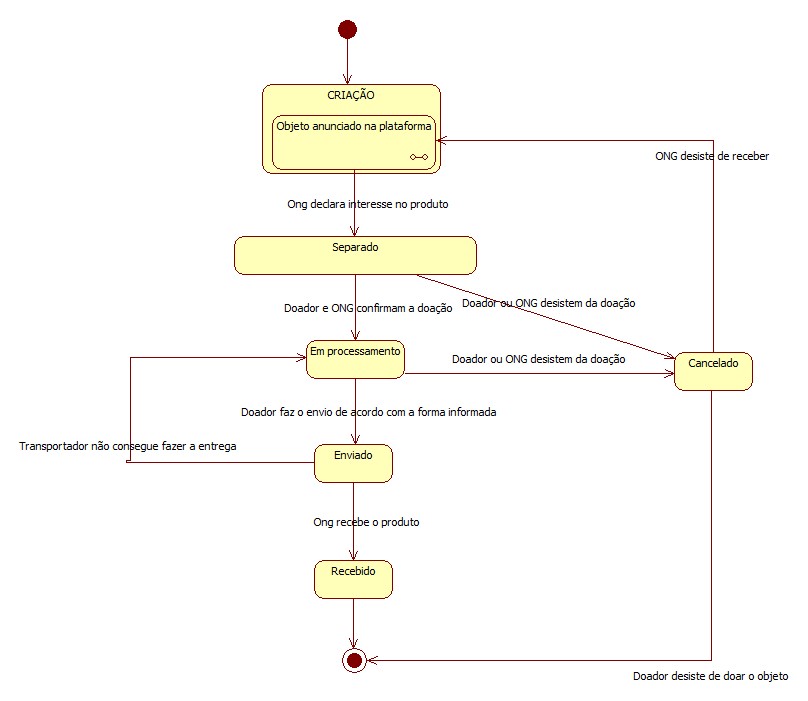 CRIAÇÃO
Objeto anunciado na plataforma
ONG desiste de receber
Ong declara interesse no produto
Separado
Doador e ONG confirmam a doação
Doador ou ONG desistem da doação
Em processamento
Doador ou ONG desistem da doação
Cancelado
Doador faz o envio de acordo com a forma informada
Transportador não consegue fazer a entrega
Enviado
Ong recebe o produto
Recebido
Doador desiste de doar o objeto